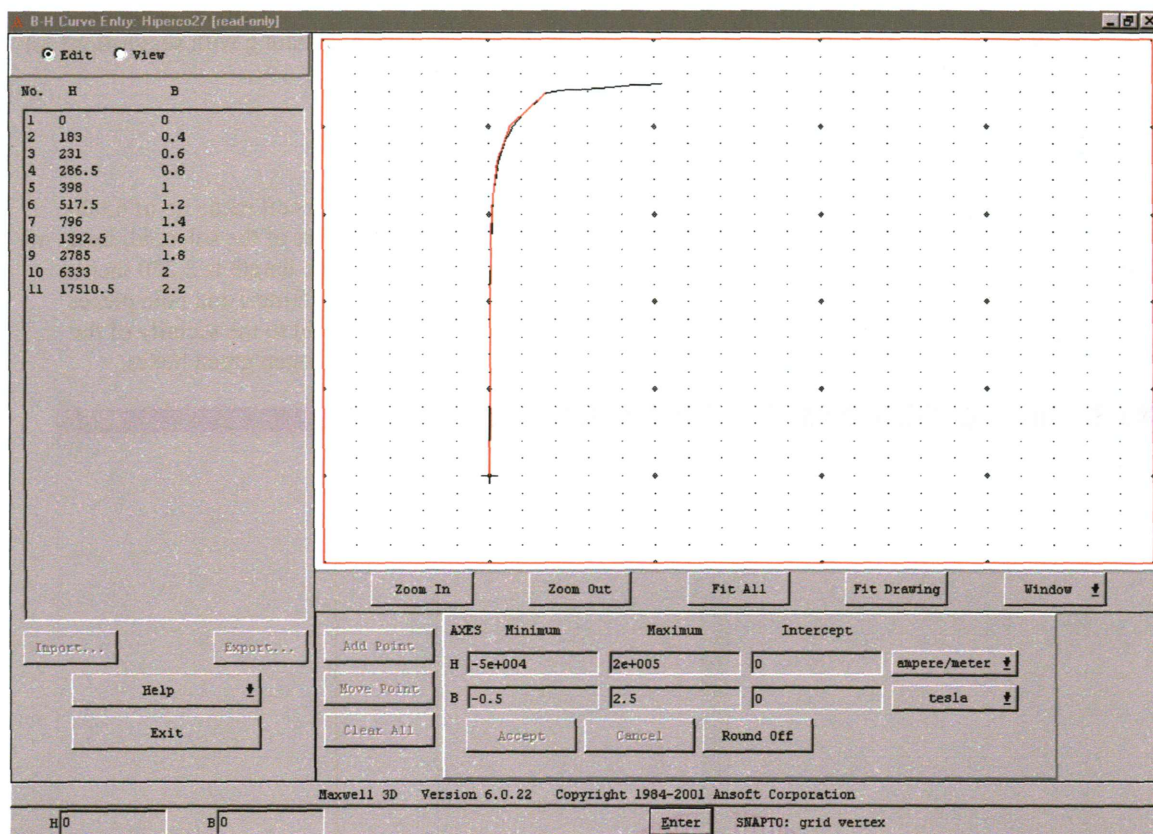 B-H Curve Entry: Hiperco27 [read-only]
Edit View
No. H B
1 0 0
2 183 0.4
3 231 0.6
4 286.5 0.8
5 398 1
6 517.5 1.2
7 796 1.4
8 1392.5 1.6
9 2785 1.8
10 6333 2
11 17510.5 2.2
Zoom In Zoom Out Fit All Fit Drawing Window
Import... Export...
Help
Exit
Add Point
Move Point
Clear All
AXES Minimum Maximum Intercept
H -5e+004 2e+005 0 ampere/meter
B -0.5 2.5 0 tesla
Accept Cancel Round Off
Maxwell 3D Version 6.0.22 Copyright 1984-2001 Ansoft Corporation
H 0 B 0 Enter SNAPTO: grid vertex